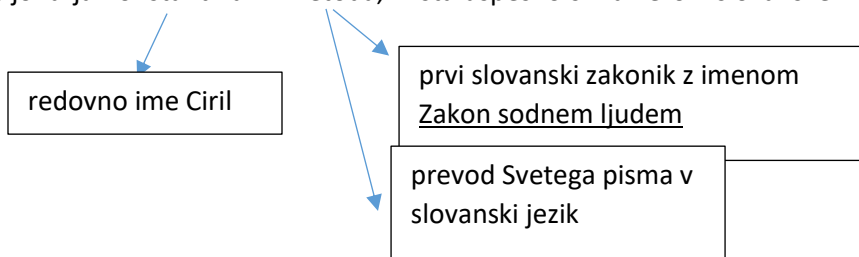 redovno ime Ciril
prvi slovanski zakonik z imenom
Zakon sodnem ljudem
prevod Svetega pisma v
slovanski jezik